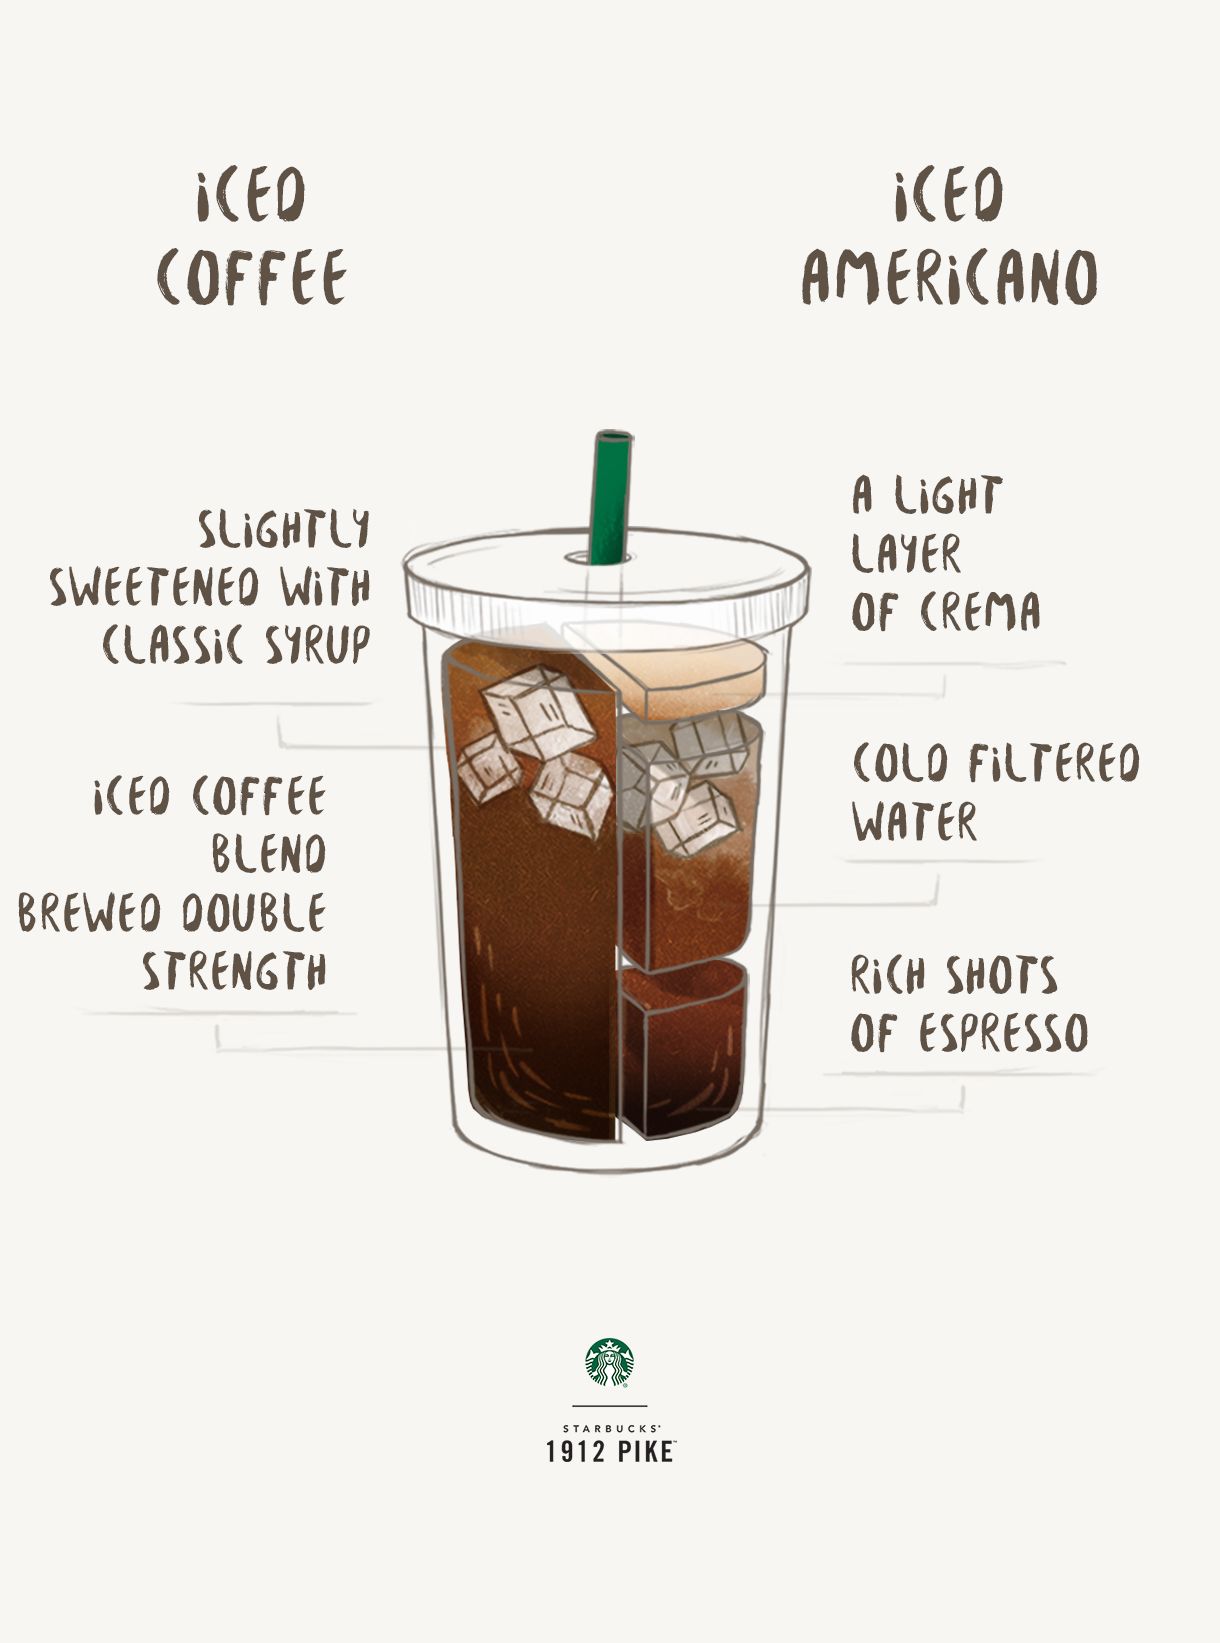 ICED
COFFEE
ICED
AMERICANO
SLIGHTLY
SWEETENED WITH
CLASSIC SYRUP
ICED COFFEE
BLEND
BREWED DOUBLE
STRENGTH
A LIGHT
LAYER
OF CREMA
COLD FILTERED
WATER
RICH SHOTS
OF ESPRESSO
STARBUCKS®
1912 PIKE™